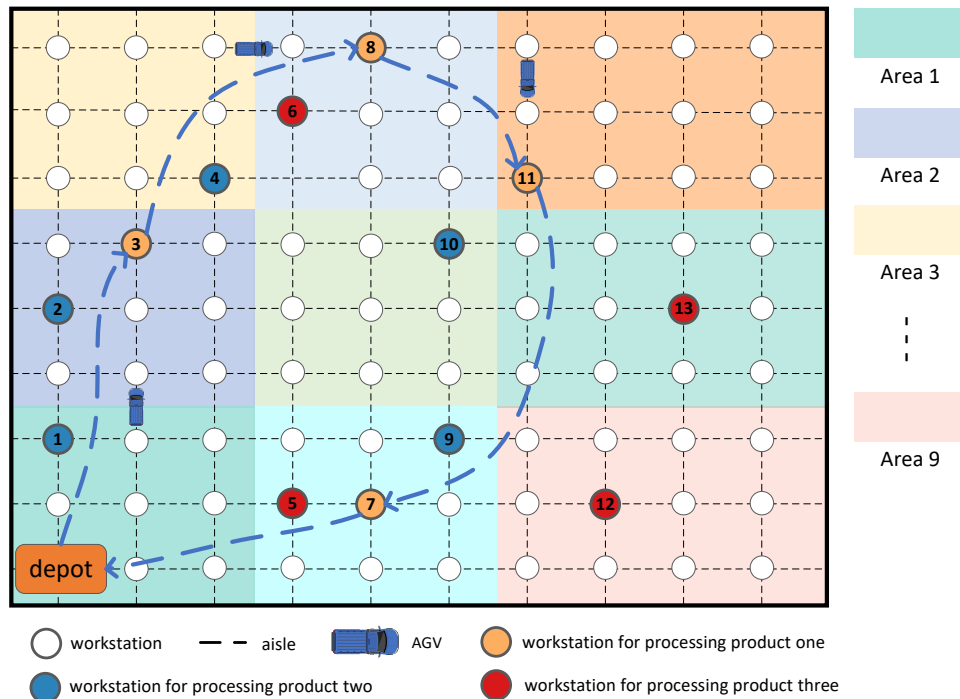 8
6
4
11
3
10
2
13
1
9
5
7
12
depot
Area 1
Area 2
Area 3
Area 9
workstation
aisle
AGV
workstation for processing product one
workstation for processing product two
workstation for processing product three